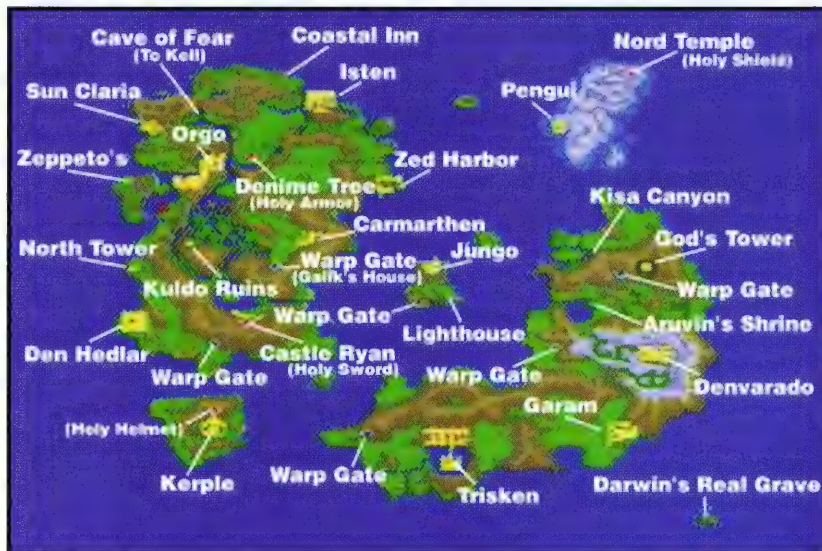 Cave of Fear
(To Kell)
Coastal Inn
Isten
Nord Temple
(Holy Shield)
Pengui
Sun Claria
Orgo
Zeppeto's
Denime Tree
(Holy Armor)
Zed Harbor
Kisa Canyon
Carmarthen
Jungo
God's Tower
North Tower
Warp Gate
(Galik's House)
Kuldo Ruins
Warp Gate
Warp Gate
Lighthouse
Aruvin's Shrine
Den Hedlar
Castle Ryan
(Holy Sword)
Warp Gate
Warp Gate
Denvarado
Garam
(Holy Helmet)
Kerple
Warp Gate
Trisken
Darwin's Real Grave